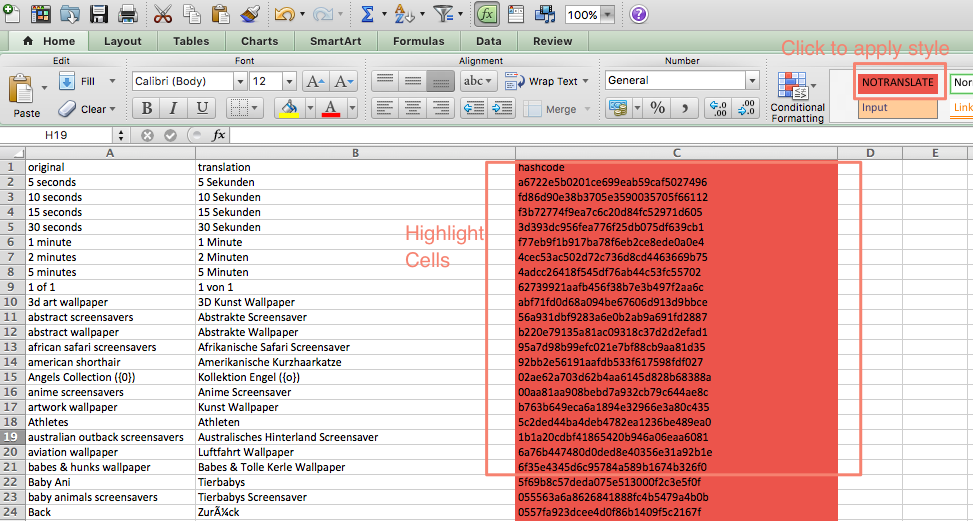 100%
Home Layout Tables Charts SmartArt Formulas Data Review
Click to apply style
Edit Font Alignment Number
Fill Calibri (Body) 12 A A abc Wrap Text General NOTRANSLATE Nor
Paste Clear B I U A Merge % Conditional Formatting Input Link
H19 fx
A B C D E
1 original translation hashcode
2 5 seconds 5 Sekunden a6722e5b0201ce699eab59caf5027496
3 10 seconds 10 Sekunden fd86d90e38b3705e3590035705f66112
4 15 seconds 15 Sekunden f3b72774f9ea7c6c20d84fc52971d605
5 30 seconds 30 Sekunden 3d393dc956fea776f25db075df639cb1
Highlight
6 1 minute 1 Minute f77eb9f1b917ba78f6eb2ce8ede0a0e4
7 2 minutes 2 Minuten 4cec53ac502d72c736d8cd4463669b75
Cells
8 5 minutes 5 Minuten 4adcc26418f545df76ab44c53fc55702
9 1 of 1 1 von 1 62739921aafb456f38b7e3b497f2aa6c
10 3d art wallpaper 3D Kunst Wallpaper abf71fd0d68a094be67606d913d9bbce
11 abstract screensavers Abstrakte Screensaver 56a931dbf9283a6e0b2ab9a691fd2887
12 abstract wallpaper Abstrakte Wallpaper b220e79135a81ac09318c37d2d2efad1
13 african safari screensavers Afrikanische Safari Screensaver 95a7d98b99efc021e7bf88cb9aa81d35
14 american shorthair Amerikanische Kurzhaarkatze 92bb2e56191aafdb533f617598fdf027
15 Angels Collection ({0}) Kollektion Engel ({o}) 02ae62a703d62b4aa6145d828b68388a
16 anime screensavers Anime Screensaver 00aa81aa908bebd7a932cb79c644ae8c
17 artwork wallpaper Kunst Wallpaper b763b649eca6a1894e32966e3a80c435
18 Athletes Athleten 5c2ded44ba4deb4782ea1236be489ea0
19 australian outback screensavers Australisches Hinterland Screensaver 1b1a20cdbf41865420b946a06eaa6081
20 aviation wallpaper Luftfahrt Wallpaper 6a76b447480d0ded8e40356e31a92b1e
21 babes & hunks wallpaper Babes & Tolle Kerle Wallpaper 6f35e4345d6c95784a589b1674b326f0
22 Baby Ani Tierbabys 5f69b8c57deda075e513000f2c3e5f0f
23 baby animals screensavers Tierbabys Screensaver 055563a6a8626841888fc4b5479a4b0b
24 Back ZurÃ¼ck 0557fa923dcee4d0f86b1409f5c2167f